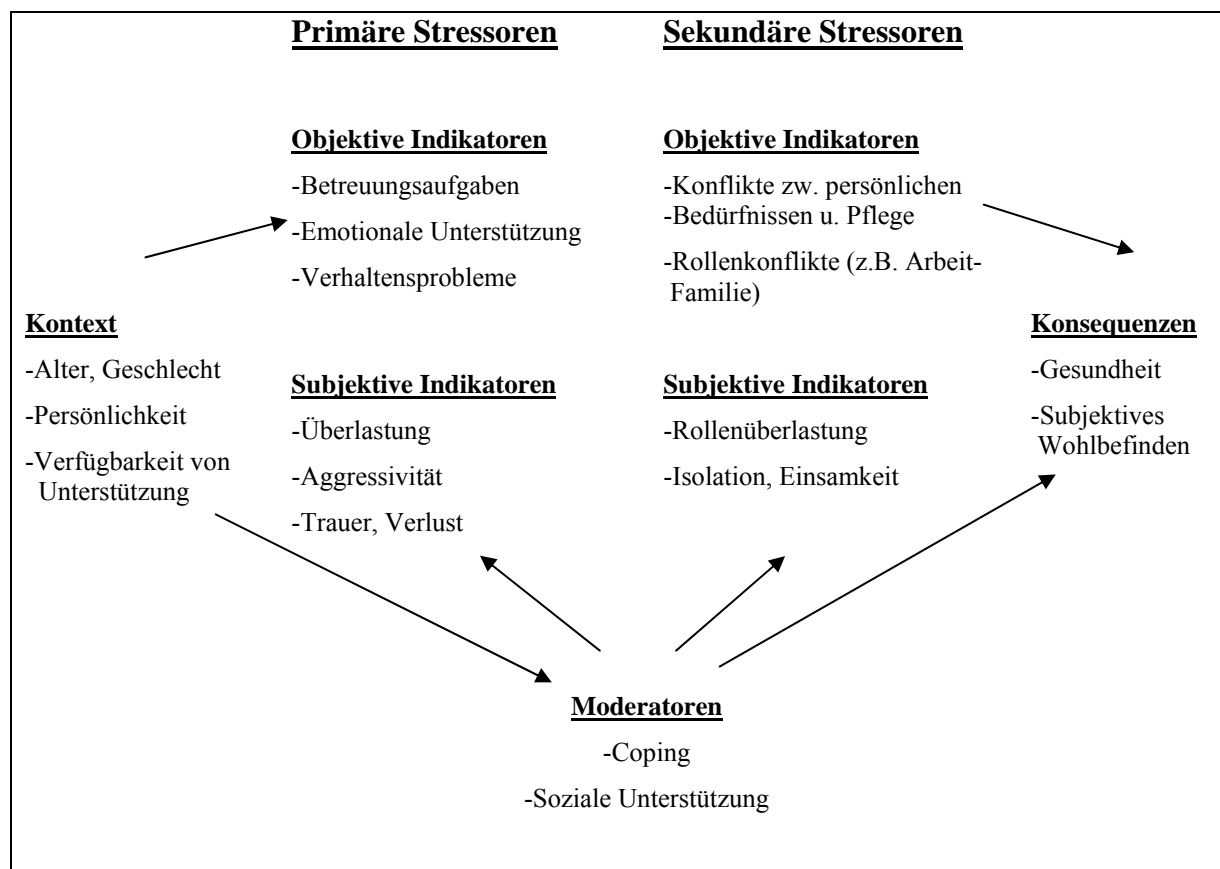 Primäre Stressoren
Sekundäre Stressoren
Objektive Indikatoren
-Betreuungsaufgaben
-Emotionale Unterstützung
-Verhaltensprobleme
Objektive Indikatoren
-Konflikte zw. persönlichen
-Bedürfnissen u. Pflege
-Rollenkonflikte (z.B. Arbeit-
Familie)
Kontext
-Alter, Geschlecht
-Persönlichkeit
-Verfügbarkeit von
Unterstützung
Subjektive Indikatoren
-Überlastung
-Aggressivität
-Trauer, Verlust
Subjektive Indikatoren
-Rollenüberlastung
-Isolation, Einsamkeit
Konsequenzen
-Gesundheit
-Subjektives
Wohlbefinden
Moderatoren
-Coping
-Soziale Unterstützung